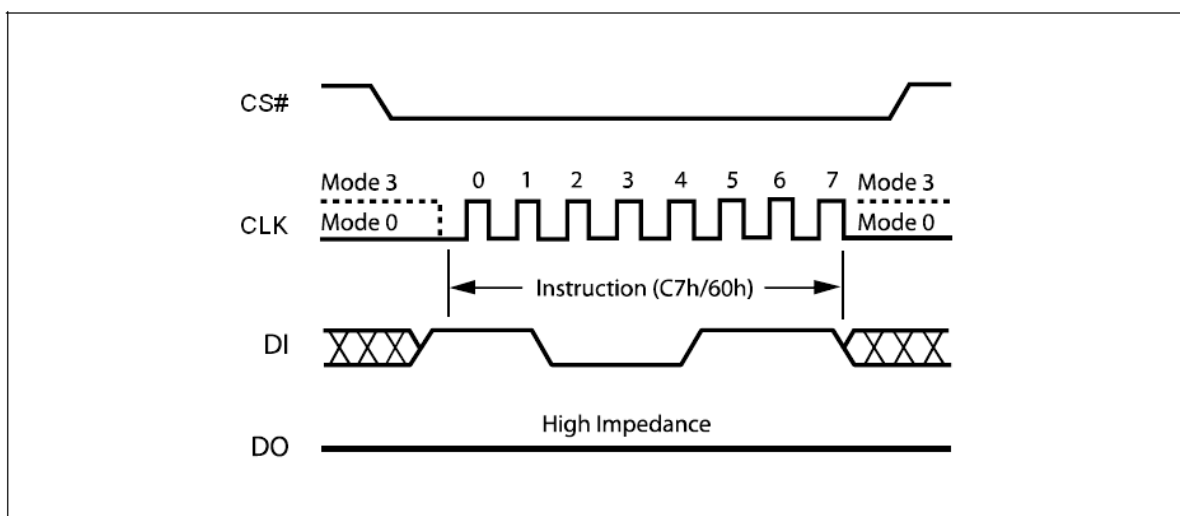 CS#
Mode 3 0 1 2 3 4 5 6 7 Mode 3
CLK Mode 0 Mode 0
Instruction (C7h/60h)
DI
High Impedance
DO